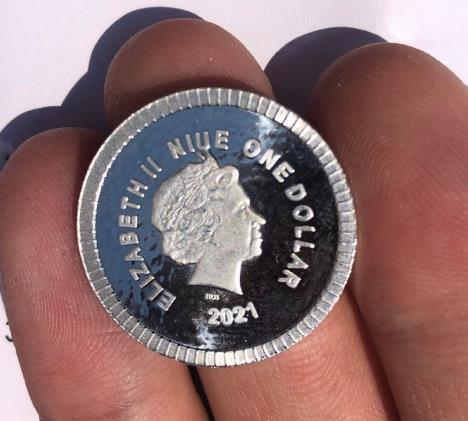 ELIZABETH II NIUE ONE DOLLAR
IRB
2021